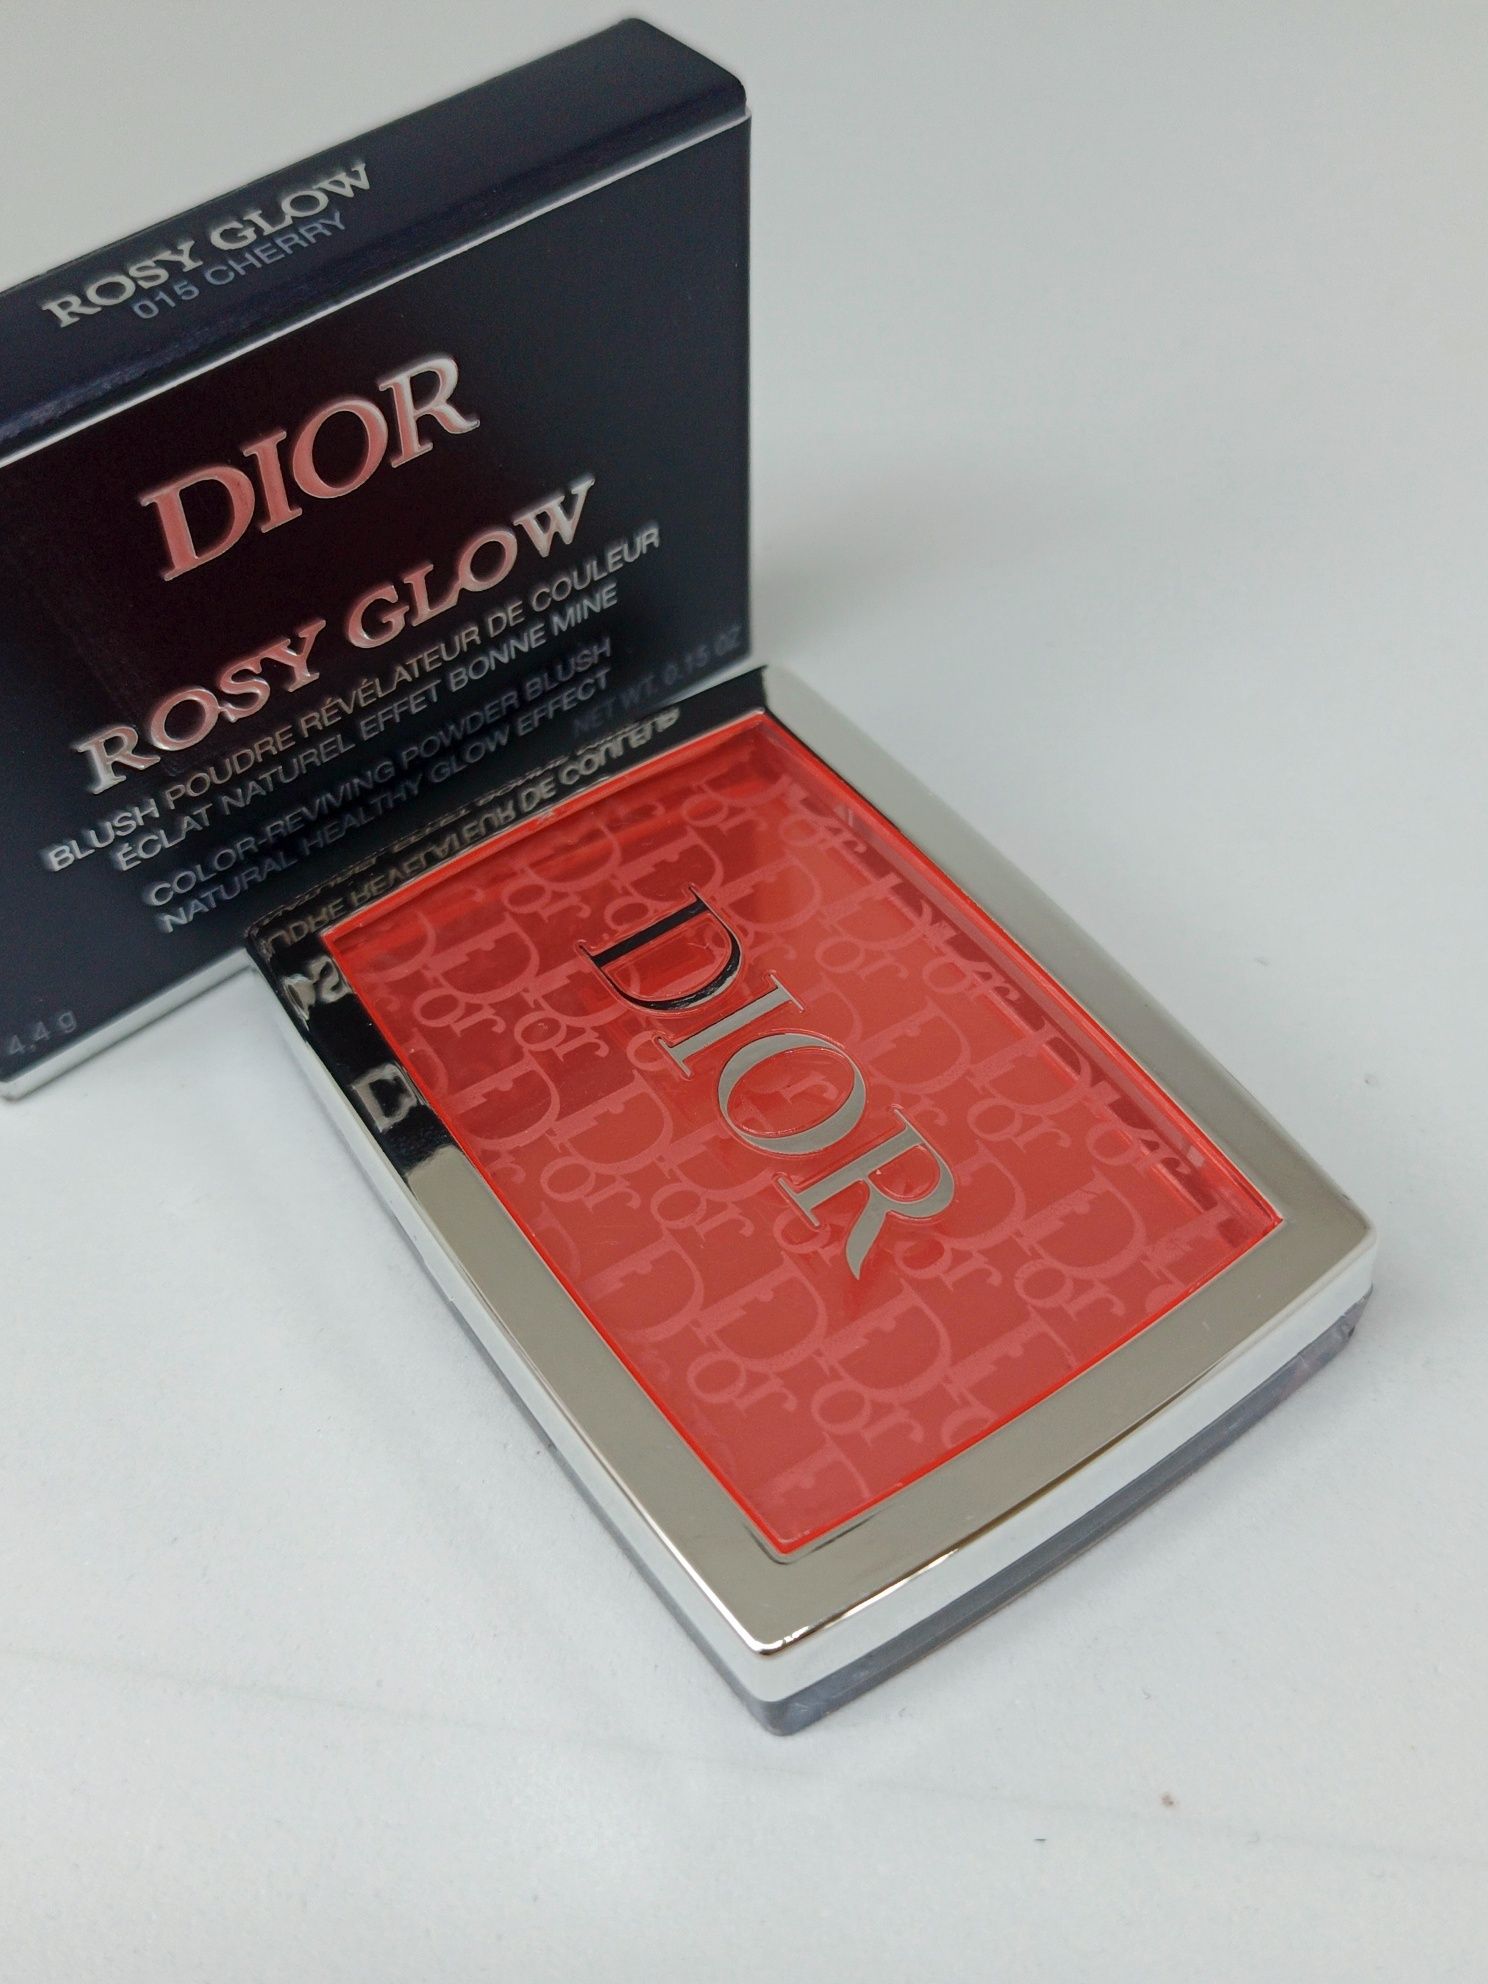 ROSY GLOW
015 CHERRY
DIOR
ROSY GLOW
BLUSH POUDRE RÉVÉLATEUR DE COULEUR
ÉCLAT NATUREL EFFET BONNE MINE
COLOR-REVIVING POWDER BLUSH
NATURAL HEALTHY GLOW EFFECT
4.4 g
NET WT. 0.15 OZ
DIOR